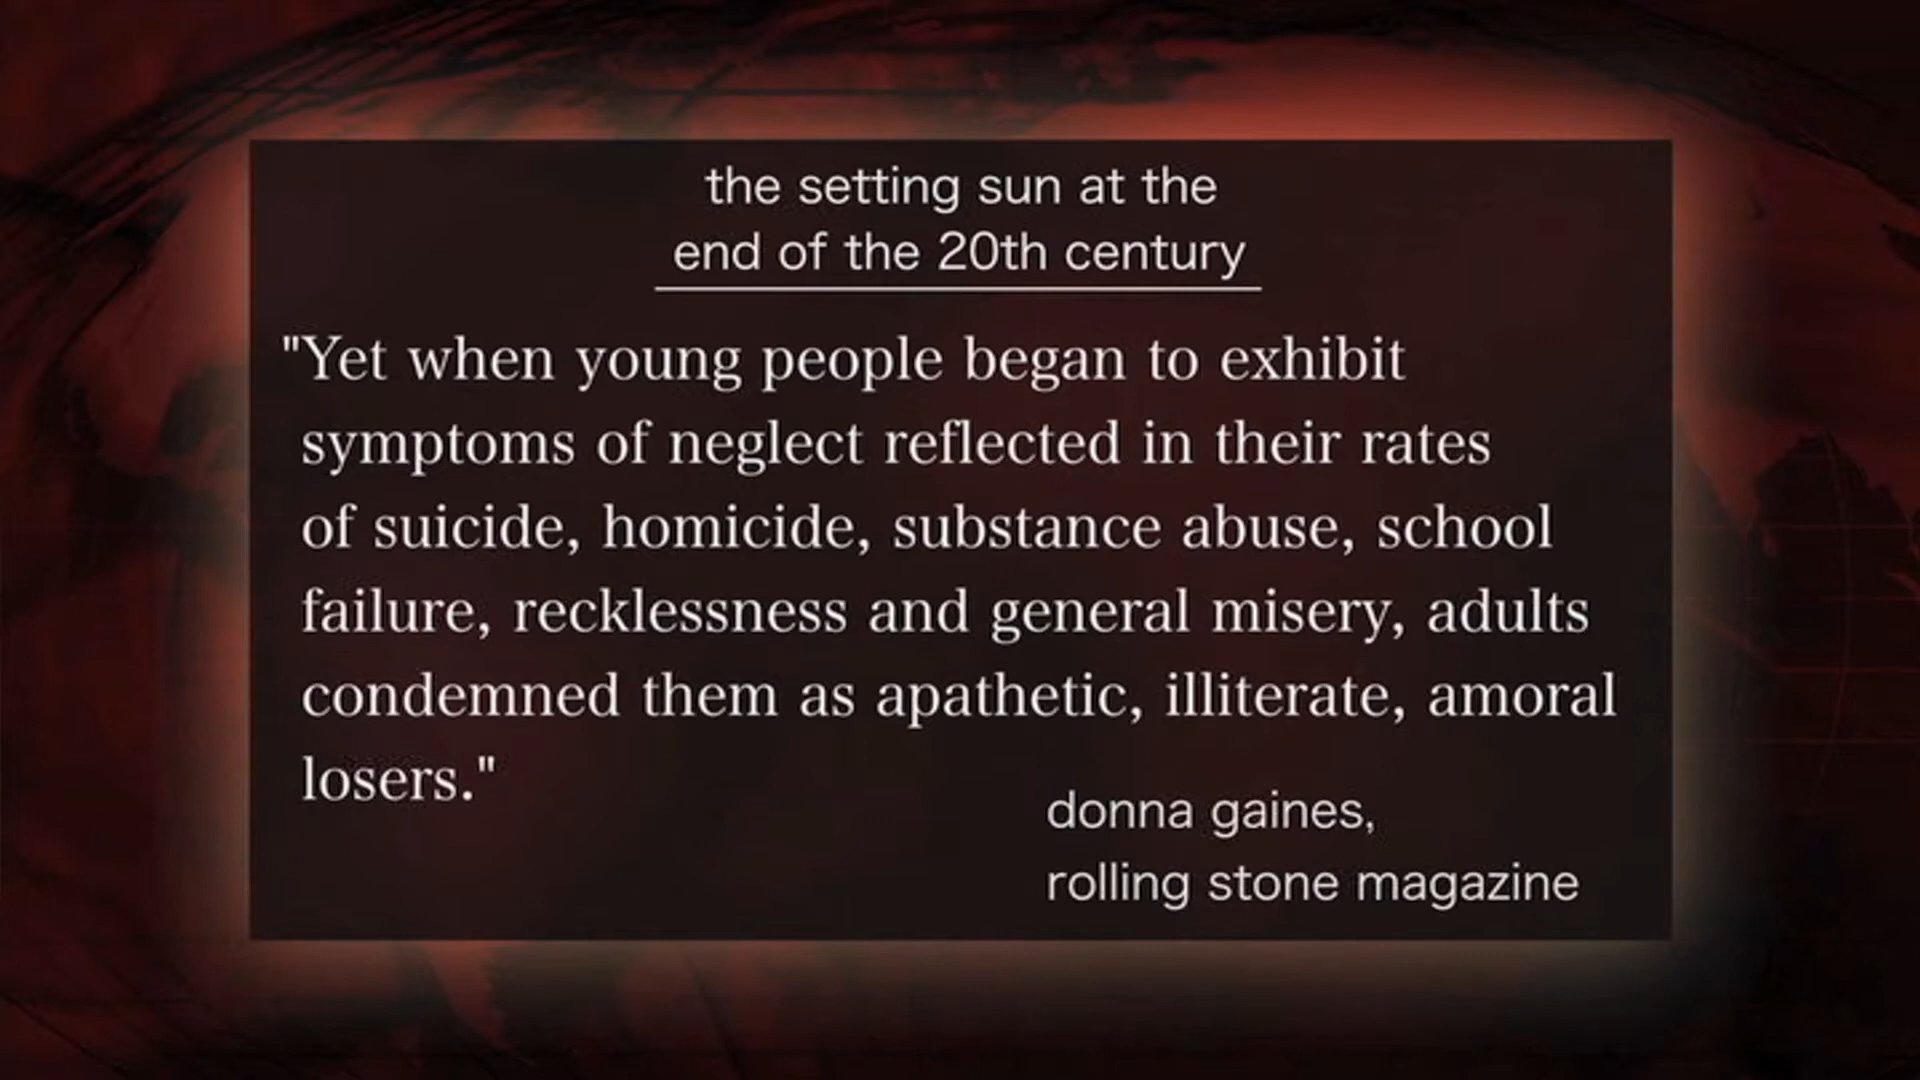 the setting sun at the
end of the 20th century
"Yet when young people began to exhibit
symptoms of neglect reflected in their rates
of suicide, homicide, substance abuse, school
failure, recklessness and general misery, adults
condemned them as apathetic, illiterate, amoral
losers."
donna gaines,
rolling stone magazine